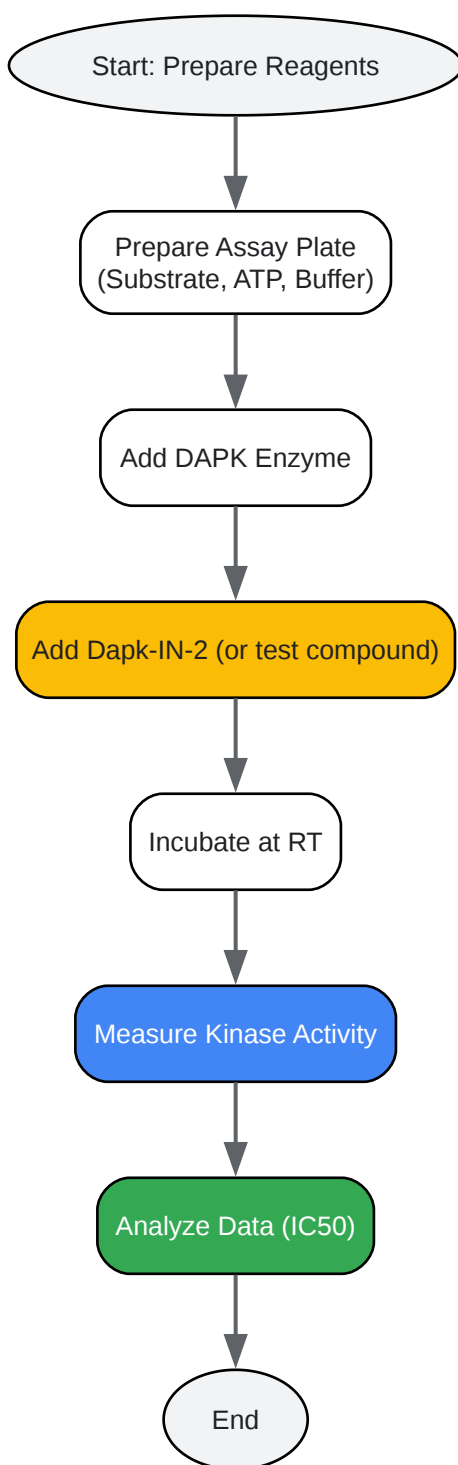 Start: Prepare Reagents
Prepare Assay Plate
(Substrate, ATP, Buffer)
Add DAPK Enzyme
Add Dapk-IN-2 (or test compound)
Incubate at RT
Measure Kinase Activity
Analyze Data (IC50)
End